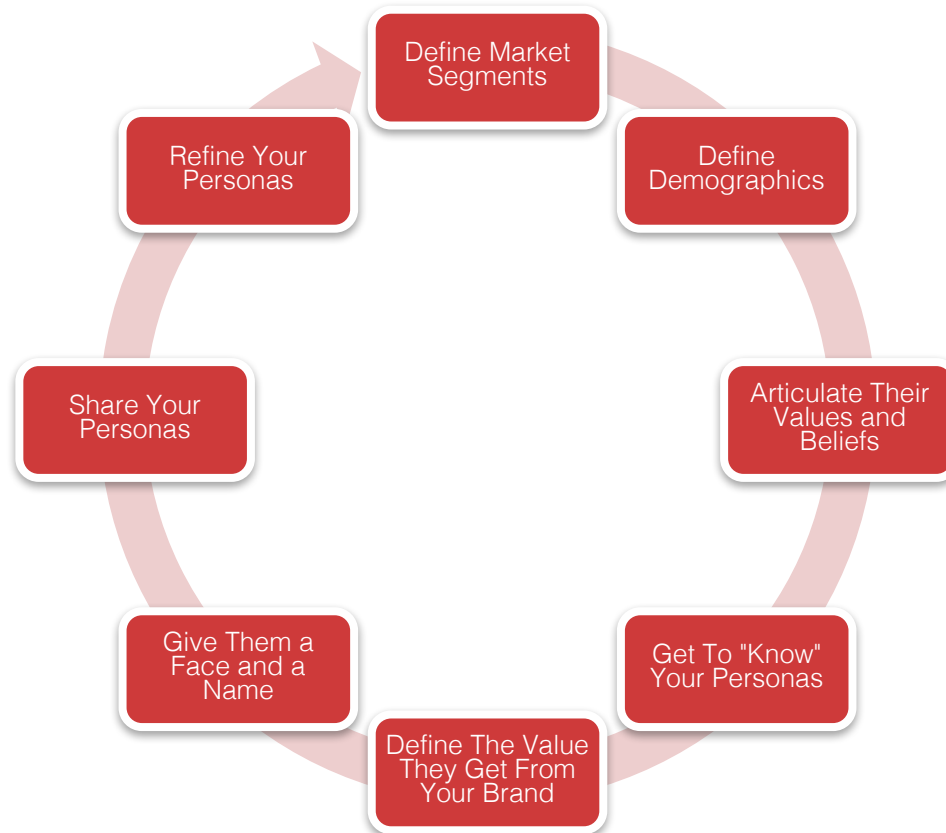 Define Market
Segments
Define
Demographics
Articulate Their
Values and
Beliefs
Get To "Know"
Your Personas
Define The Value
They Get From
Your Brand
Give Them a
Face and a
Name
Share Your
Personas
Refine Your
Personas